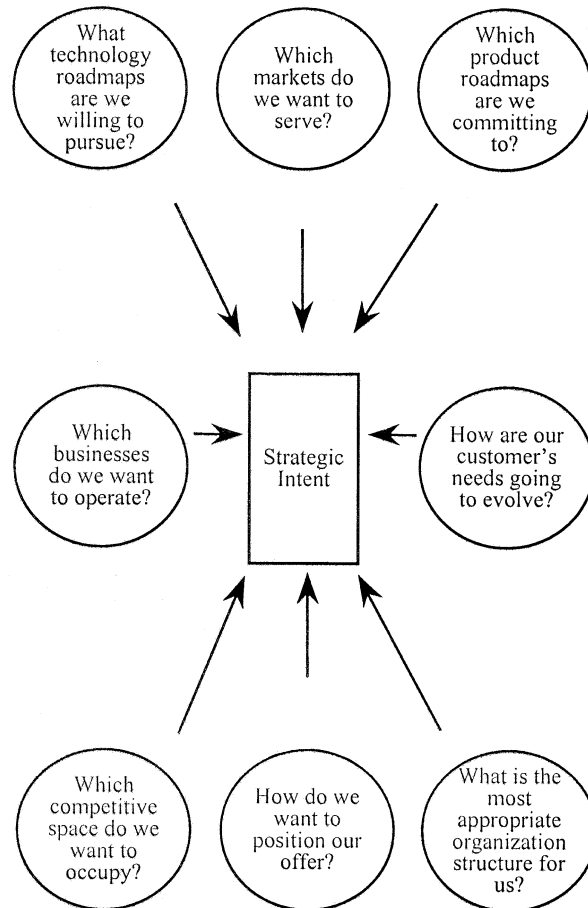 What
technology
roadmaps
are we
willing to
pursue?
Which
markets do
we want to
serve?
Which
product
roadmaps
are we
committing
to?
Which
businesses
do we want
to operate?
Strategic
Intent
How are our
customer's
needs going
to evolve?
Which
competitive
space do we
want to
occupy?
How do we
want to
position our
offer?
What is the
most
appropriate
organization
structure for
us?